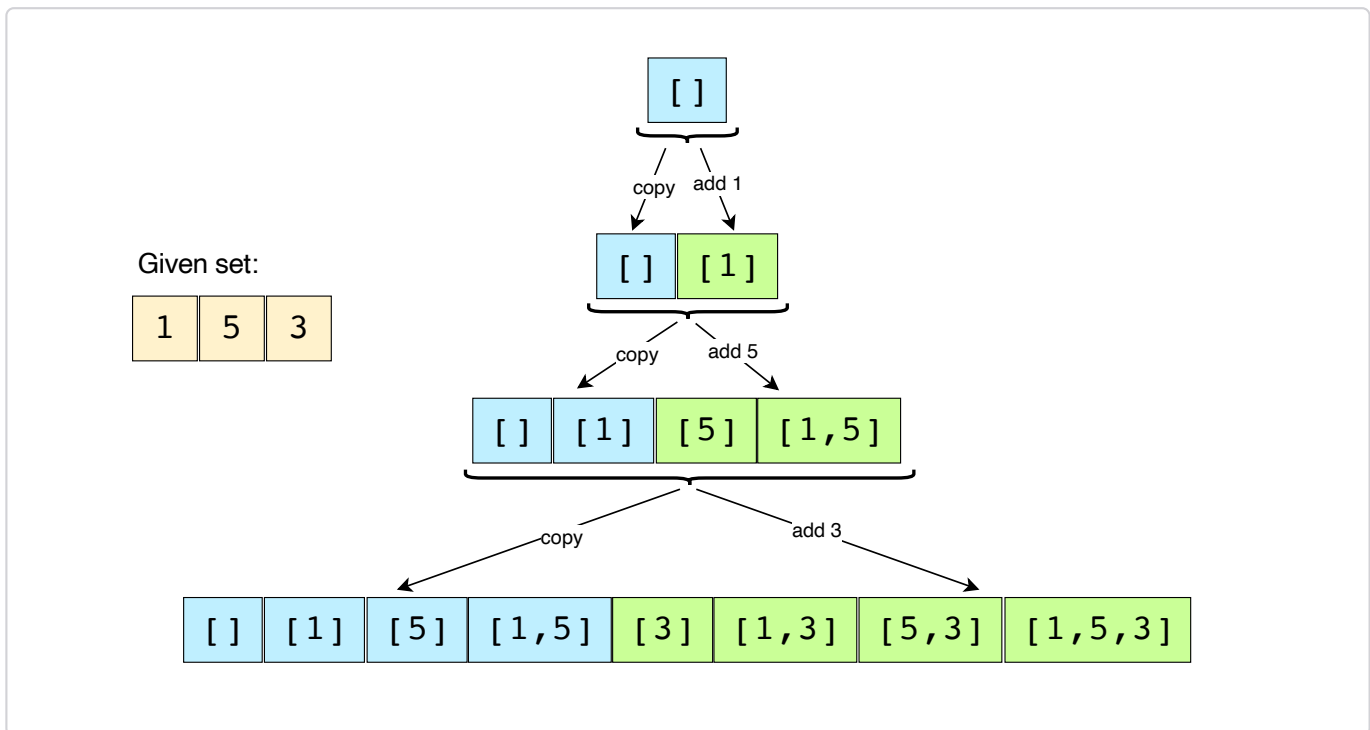 []
copy add 1
[] [1]
Given set:
1 5 3
copy add 5
[] [1] [5] [1,5]
copy add 3
[] [1] [5] [1,5] [3] [1,3] [5,3] [1,5,3]